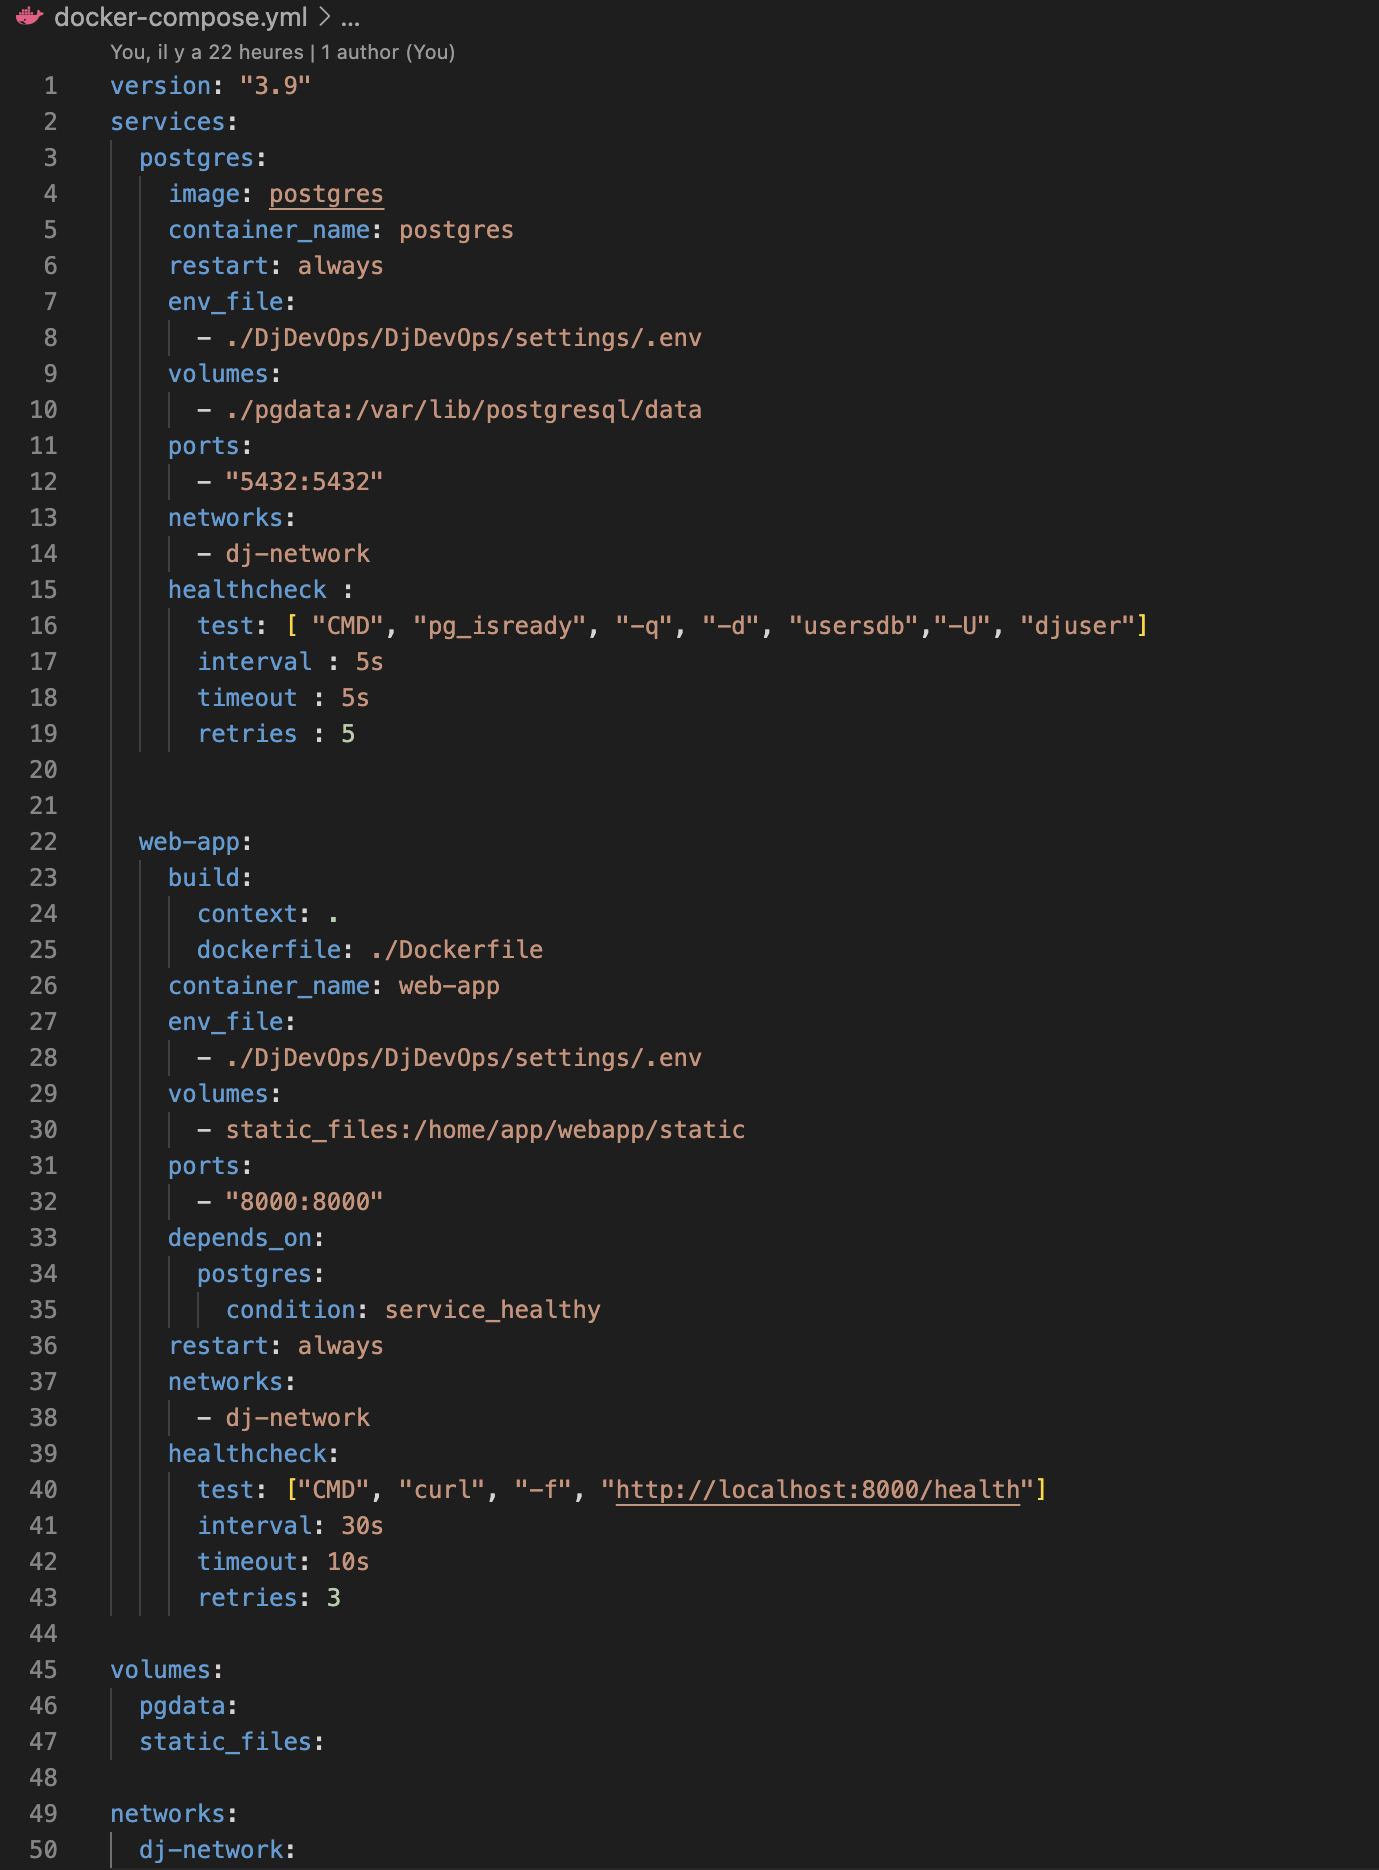 docker-compose.yml > ...
You, il y a 22 heures | 1 author (You)
1 version: "3.9"
2 services:
3   postgres:
4     image: postgres
5     container_name: postgres
6     restart: always
7     env_file:
8       - ./DjDevOps/DjDevOps/settings/.env
9     volumes:
10       - ./pgdata:/var/lib/postgresql/data
11     ports:
12       - "5432:5432"
13     networks:
14       - dj-network
15     healthcheck :
16       test: [ "CMD", "pg_isready", "-q", "-d", "usersdb","-U", "djuser"]
17       interval : 5s
18       timeout : 5s
19       retries : 5
20
21
22   web-app:
23     build:
24       context: .
25       dockerfile: ./Dockerfile
26     container_name: web-app
27     env_file:
28       - ./DjDevOps/DjDevOps/settings/.env
29     volumes:
30       - static_files:/home/app/webapp/static
31     ports:
32       - "8000:8000"
33     depends_on:
34       postgres:
35         condition: service_healthy
36     restart: always
37     networks:
38       - dj-network
39     healthcheck:
40       test: ["CMD", "curl", "-f", "http://localhost:8000/health"]
41       interval: 30s
42       timeout: 10s
43       retries: 3
44
45 volumes:
46   pgdata:
47   static_files:
48
49 networks:
50   dj-network: